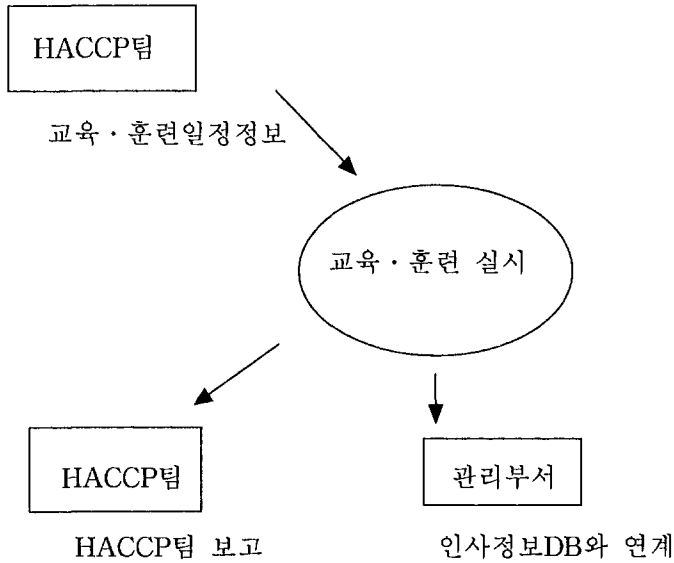 HACCP팀
교육 · 훈련일정정보
교육 · 훈련 실시
HACCP팀
관리부서
HACCP팀 보고
인사정보DB와 연계